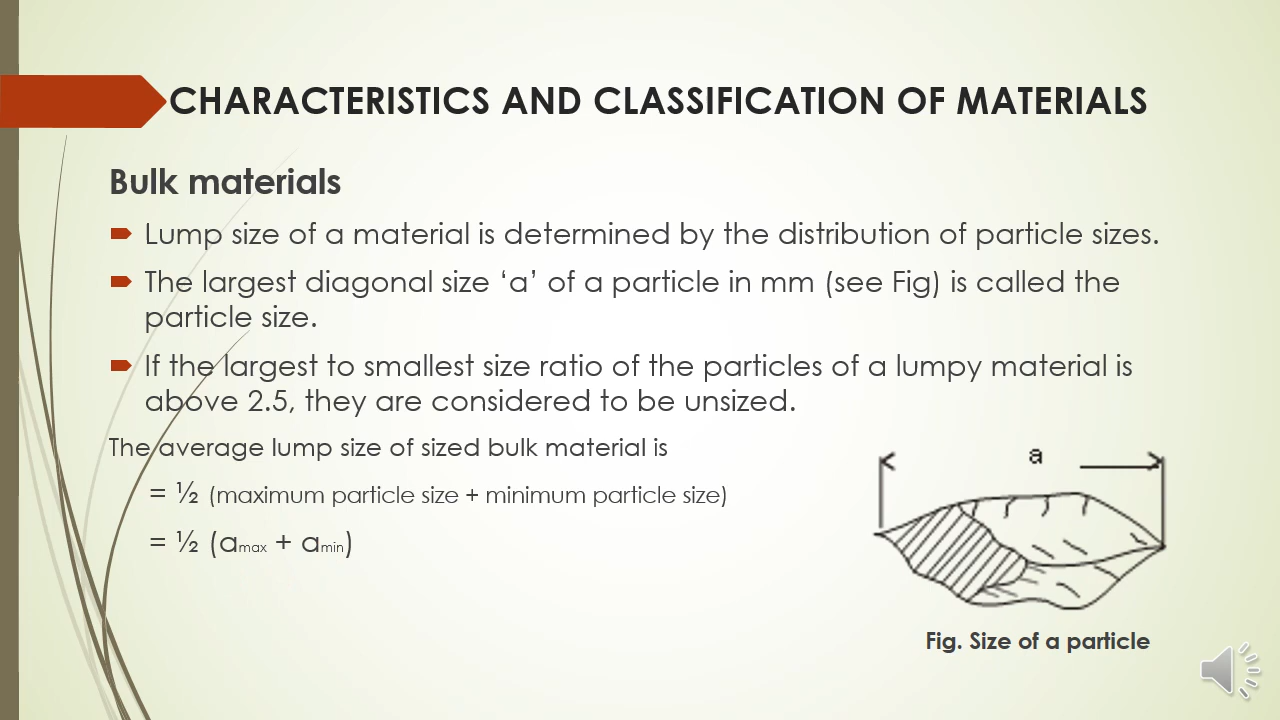 CHARACTERISTICS AND CLASSIFICATION OF MATERIALS
Bulk materials
Lump size of a material is determined by the distribution of particle sizes.
The largest diagonal size ‘a’ of a particle in mm (see Fig) is called the
particle size.
If the largest to smallest size ratio of the particles of a lumpy material is
above 2.5, they are considered to be unsized.
The average lump size of sized bulk material is
= ½ (maximum particle size + minimum particle size)
= ½ (amax + amin)
a
Fig. Size of a particle